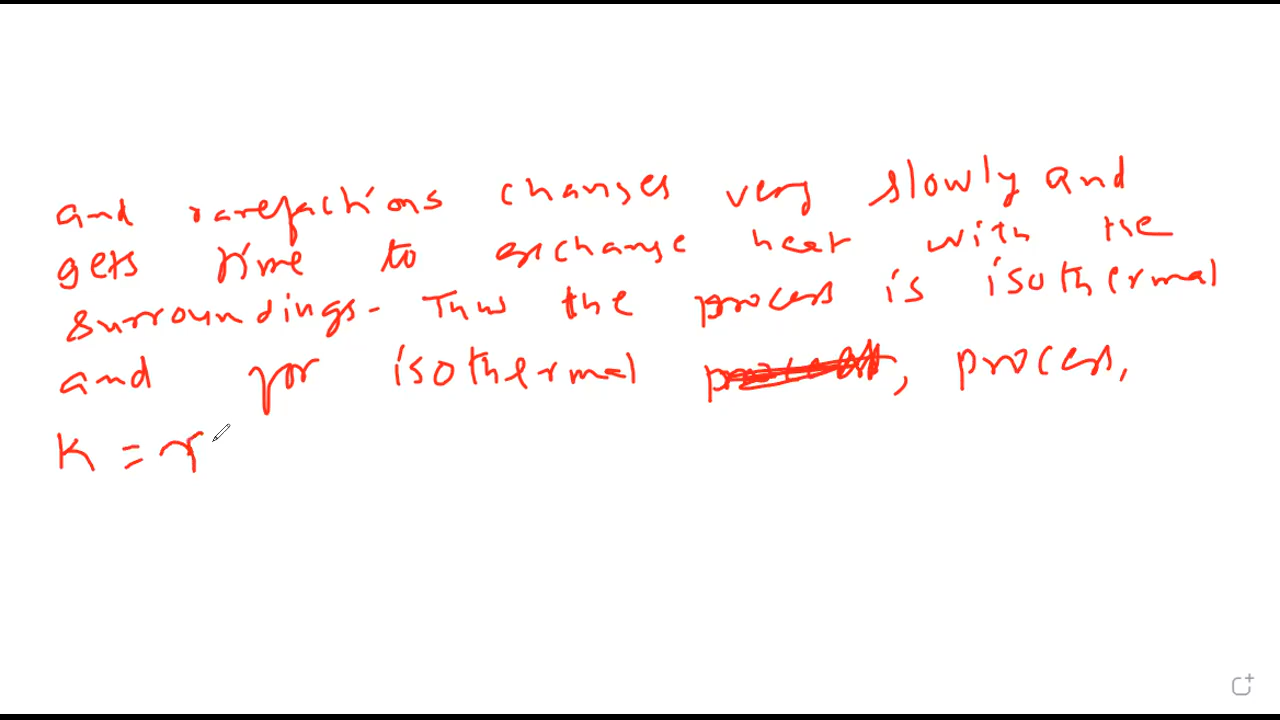 and rarefactions changes very slowly and
gets time to exchange heat with the
surroundings. Thus the process is isothermal
and for isothermal , process,
K = r